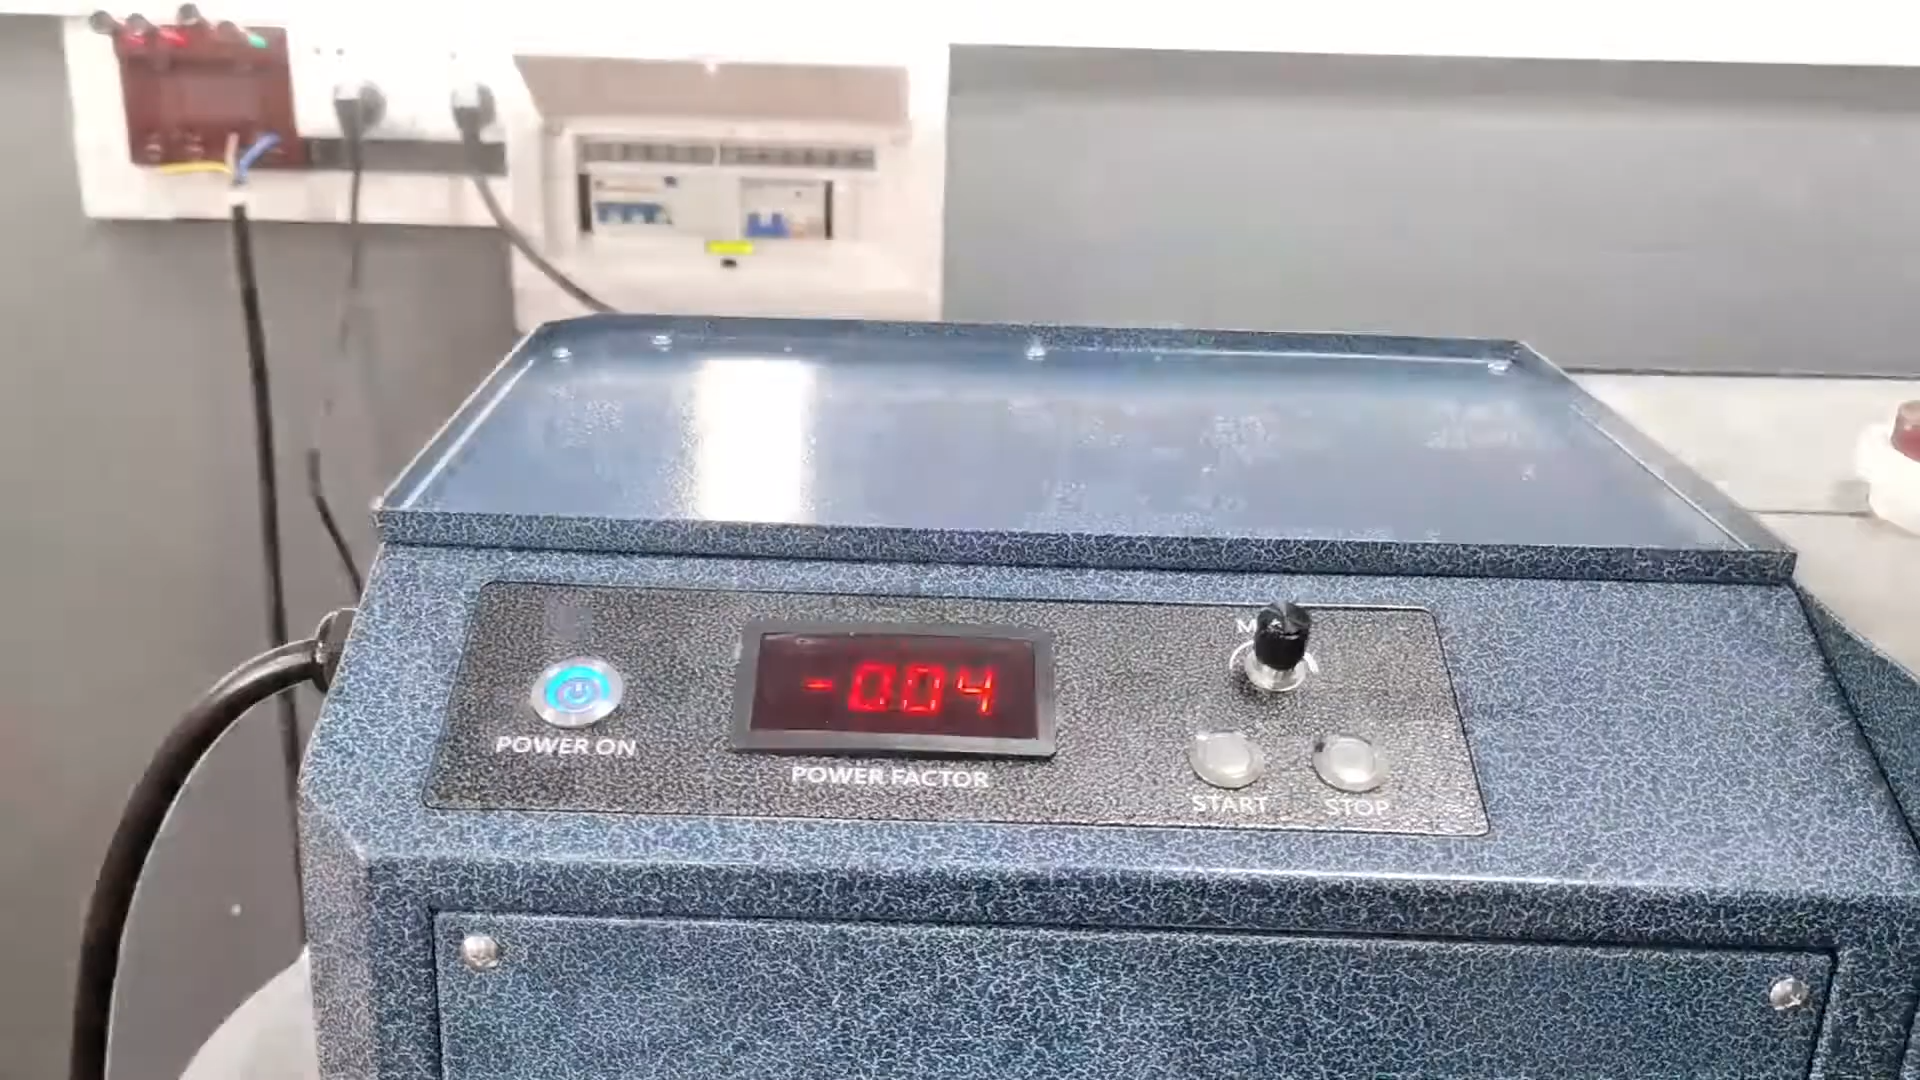 POWER ON
-0.04
POWER FACTOR
START
STOP